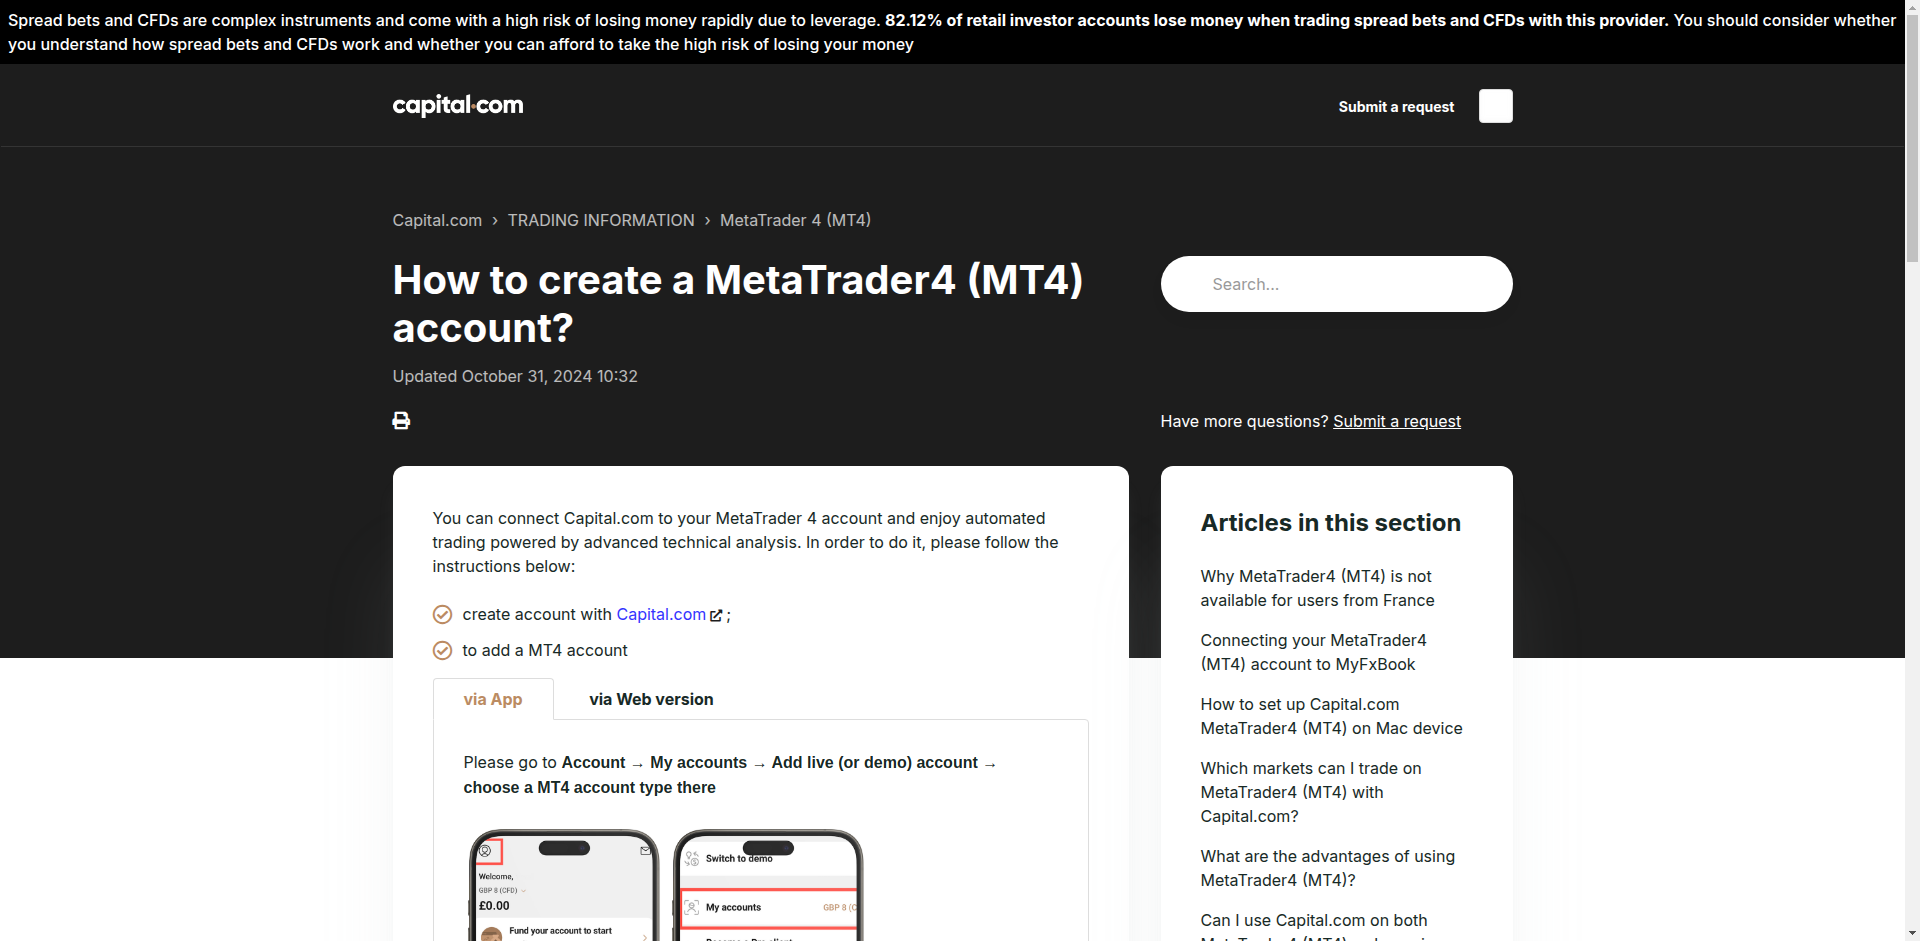 Spread bets and CFDs are complex instruments and come with a high risk of losing money rapidly due to leverage. 82.12% of retail investor accounts lose money when trading spread bets and CFDs with this provider. You should consider whether
you understand how spread bets and CFDs work and whether you can afford to take the high risk of losing your money
capital.com
Submit a request
Capital.com › TRADING INFORMATION › MetaTrader 4 (MT4)
How to create a MetaTrader4 (MT4)
account?
Search...
Updated October 31, 2024 10:32
Have more questions? Submit a request
You can connect Capital.com to your MetaTrader 4 account and enjoy automated
trading powered by advanced technical analysis. In order to do it, please follow the
instructions below:
create account with Capital.com ;
to add a MT4 account
via App
via Web version
Please go to Account → My accounts → Add live (or demo) account →
choose a MT4 account type there
Welcome,
GBP 8 (CFD)
£0.00
Fund your account to start
Switch to demo
My accounts GBP 8 (C
Articles in this section
Why MetaTrader4 (MT4) is not
available for users from France
Connecting your MetaTrader4
(MT4) account to MyFxBook
How to set up Capital.com
MetaTrader4 (MT4) on Mac device
Which markets can I trade on
MetaTrader4 (MT4) with
Capital.com?
What are the advantages of using
MetaTrader4 (MT4)?
Can I use Capital.com on both